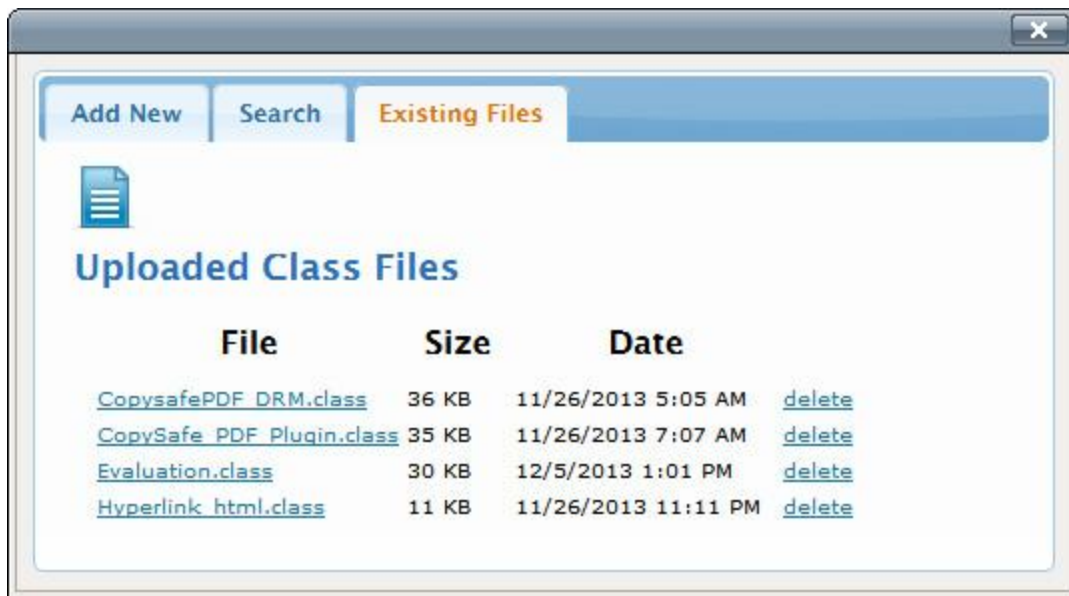 Add New Search Existing Files
Uploaded Class Files
File Size Date
CopysafePDF_DRM.class 36 KB 11/26/2013 5:05 AM delete
CopySafe_PDF_Plugin.class 35 KB 11/26/2013 7:07 AM delete
Evaluation.class 30 KB 12/5/2013 1:01 PM delete
Hyperlink_html.class 11 KB 11/26/2013 11:11 PM delete